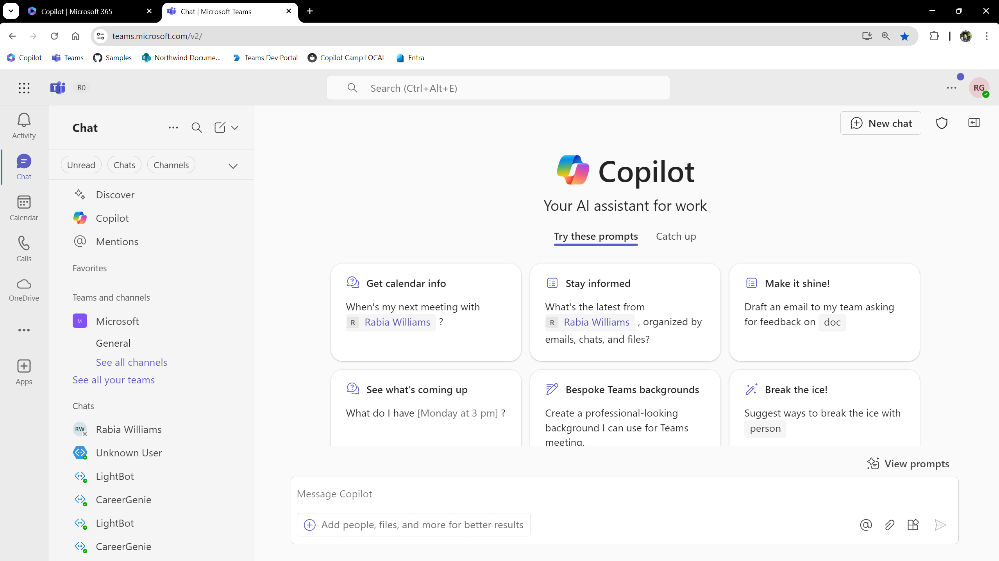 Copilot | Microsoft 365
Chat | Microsoft Teams
teams.microsoft.com/v2/
Copilot
Teams
Samples
Northwind Docume...
Teams Dev Portal
Copilot Camp LOCAL
Entra
R0
Search (Ctrl+Alt+E)
RG
Activity
Chat
Calendar
Calls
OneDrive
Apps
Chat
Unread
Chats
Channels
Discover
Copilot
Mentions
Favorites
Teams and channels
M
Microsoft
General
See all channels
See all your teams
Chats
RW
Rabia Williams
Unknown User
LightBot
CareerGenie
LightBot
CareerGenie
New chat
Copilot
Your AI assistant for work
Try these prompts
Catch up
Get calendar info
When's my next meeting with
R Rabia Williams ?
Stay informed
What's the latest from
R Rabia Williams , organized by
emails, chats, and files?
Make it shine!
Draft an email to my team asking
for feedback on doc
See what's coming up
What do I have [Monday at 3 pm] ?
Bespoke Teams backgrounds
Create a professional-looking
background I can use for Teams
meeting.
Break the ice!
Suggest ways to break the ice with
person
View prompts
Message Copilot
Add people, files, and more for better results